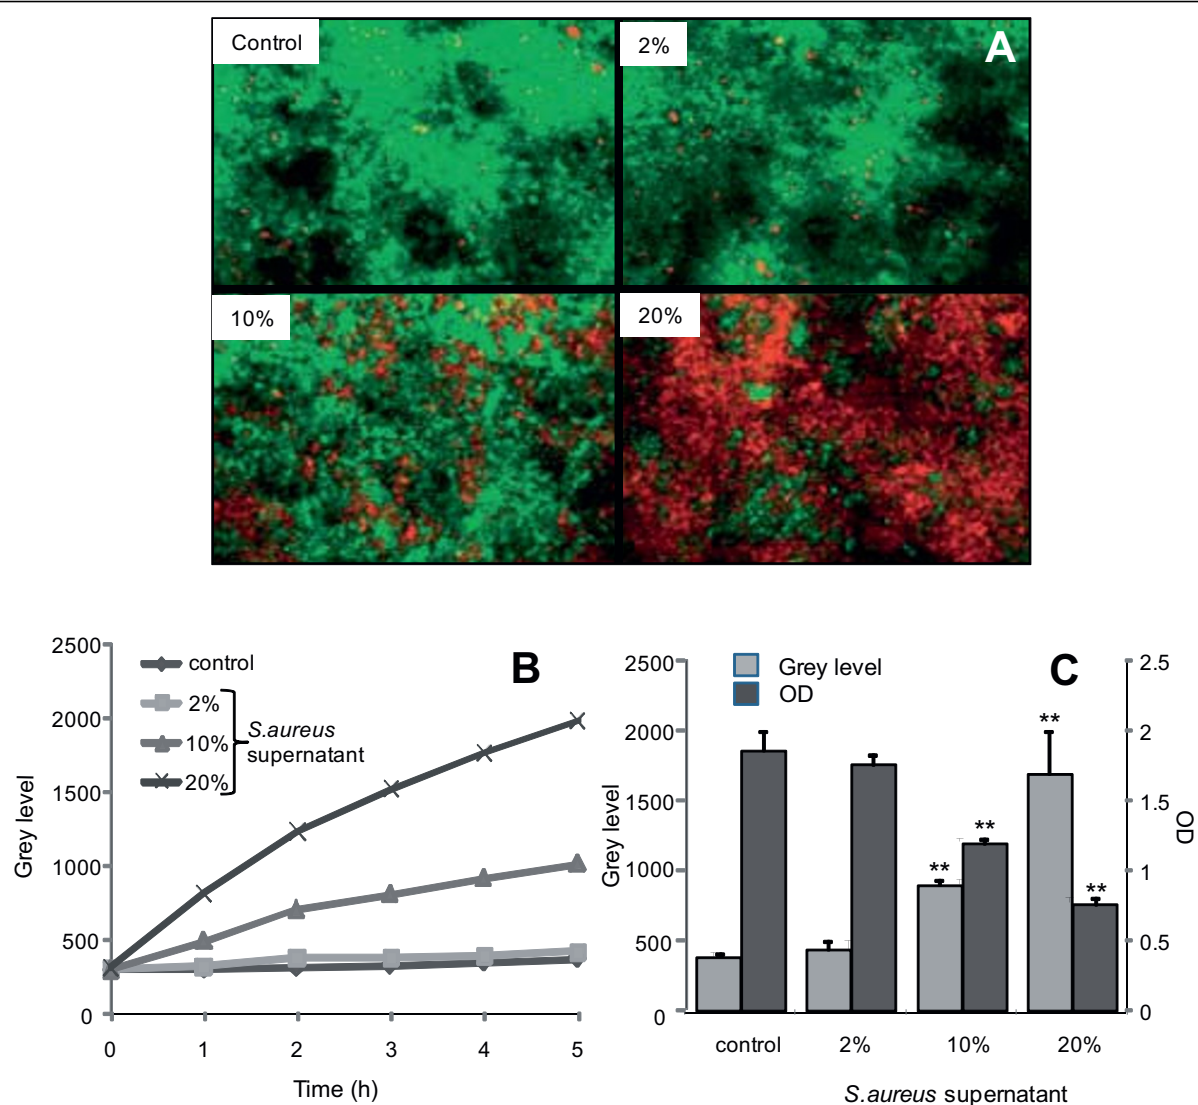 Control
2%
A
10%
20%
B
2500
2000
1500
1000
500
0
Grey level
control
2%
10%
20%
S.aureus
supernatant
0 1 2 3 4 5
Time (h)
C
Grey level
OD
2500
2000
1500
1000
500
0
Grey level
**
**
**
**
2.5
2
1.5
1
0.5
0
OD
control 2% 10% 20%
S.aureus supernatant